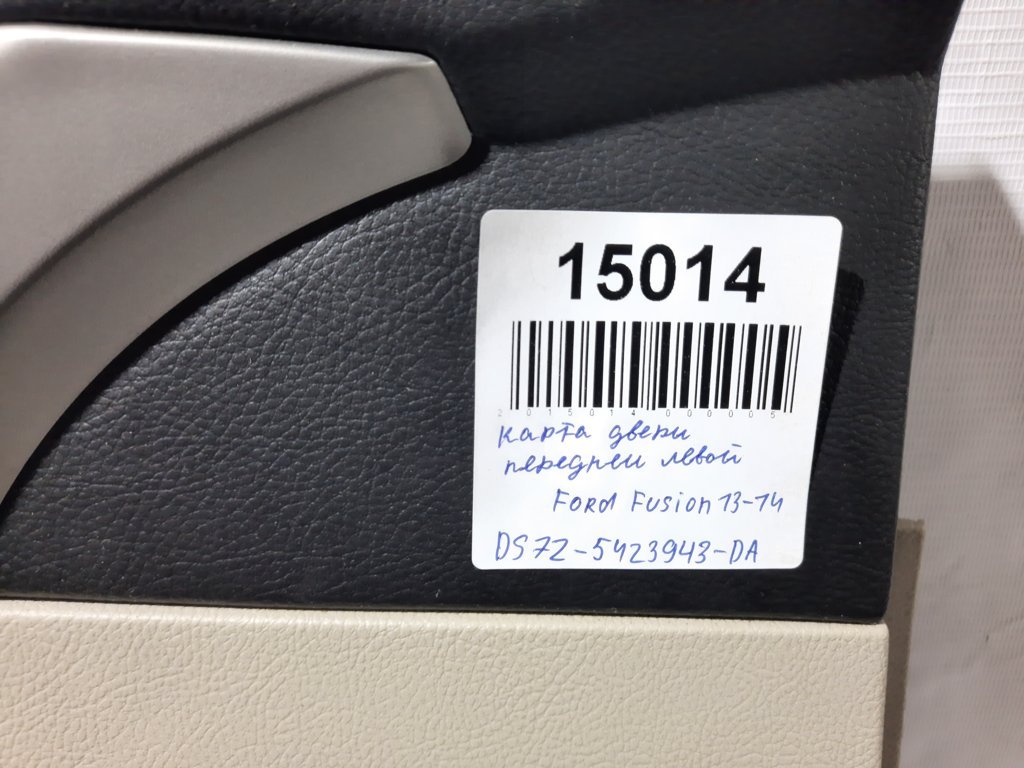 15014
2015014000005
карта двери
передней левой
Ford Fusion 13-14
DS7Z-5423943-DA